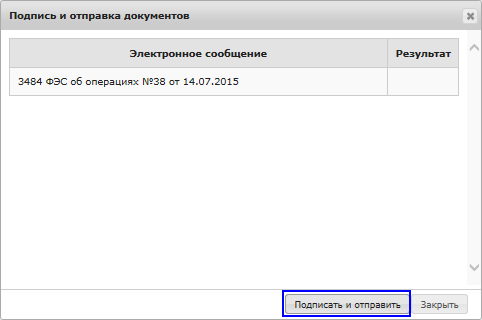 Подпись и отправка документов
Электронное сообщение Результат
3484 ФЭС об операциях №38 от 14.07.2015
Подписать и отправить Закрыть